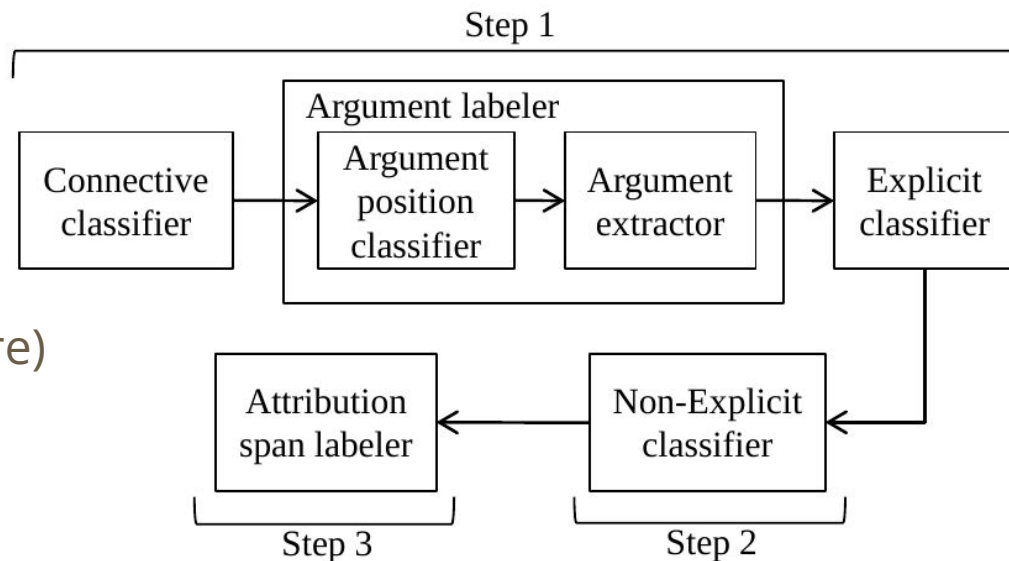 Step 1
Argument labeler
Connective
classifier
Argument
position
classifier
Argument
extractor
Explicit
classifier
re)
Attribution
span labeler
Non-Explicit
classifier
Step 3
Step 2